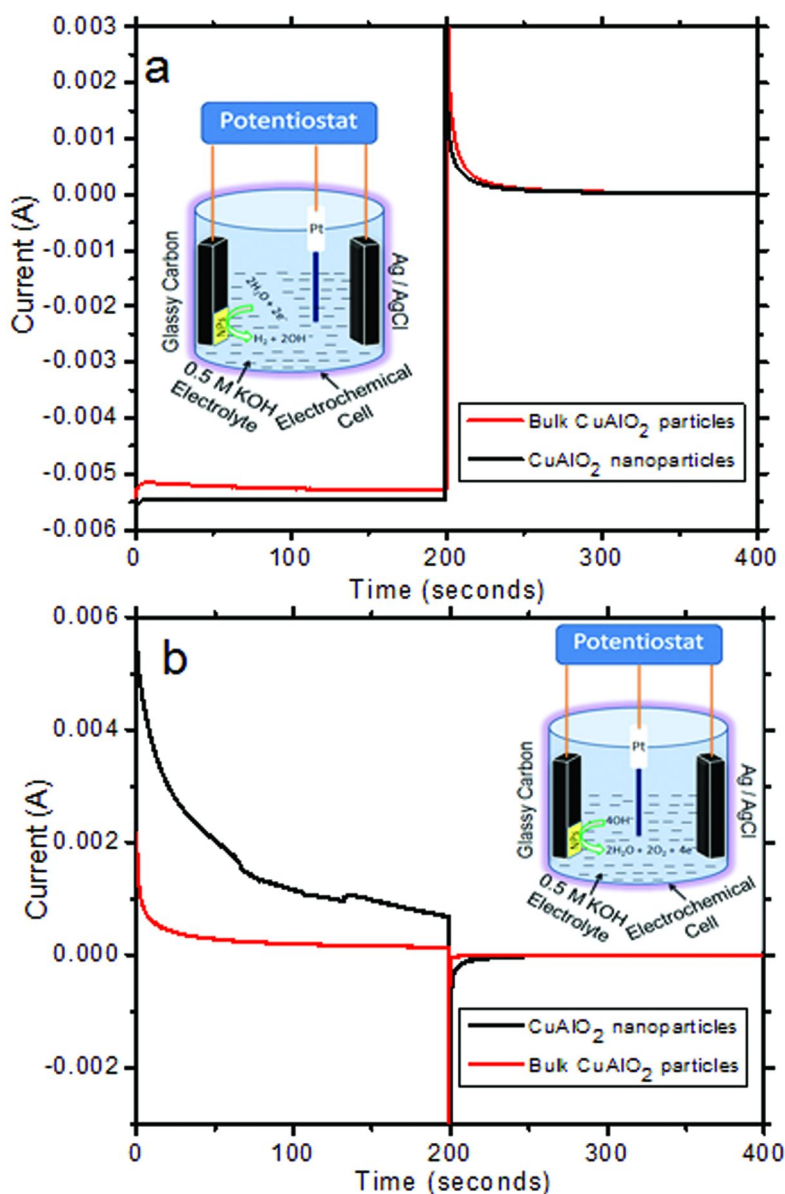 a
0.003
0.002
0.001
0.000
-0.001
-0.002
-0.003
-0.004
-0.005
-0.006
Current (A)
Potentiostat
Pt
Glassy Carbon
Ag / AgCl
NPs
2H₂O + 2e⁻
H₂ + 2OH⁻
0.5 M KOH
Electrolyte
Electrochemical
Cell
Bulk CuAlO₂ particles
CuAlO₂ nanoparticles
0 100 200 300 400
Time (seconds)
b
0.006
0.004
0.002
0.000
-0.002
Current (A)
Potentiostat
Pt
Glassy Carbon
Ag / AgCl
NPs
4OH⁻
2H₂O + 2O₂ + 4e⁻
0.5 M KOH
Electrolyte
Electrochemical
Cell
CuAlO₂ nanoparticles
Bulk CuAlO₂ particles
0 100 200 300 400
Time (seconds)